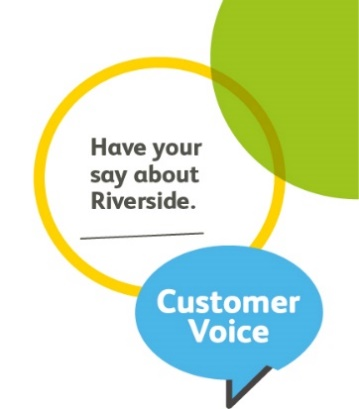 Have your
say about
Riverside.
Customer
Voice